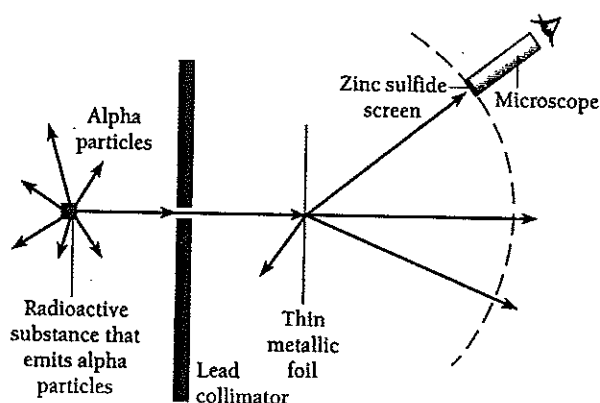 Zinc sulfide
screen
Microscope
Alpha
particles
Radioactive
substance that
emits alpha
particles
Lead
collimator
Thin
metallic
foil